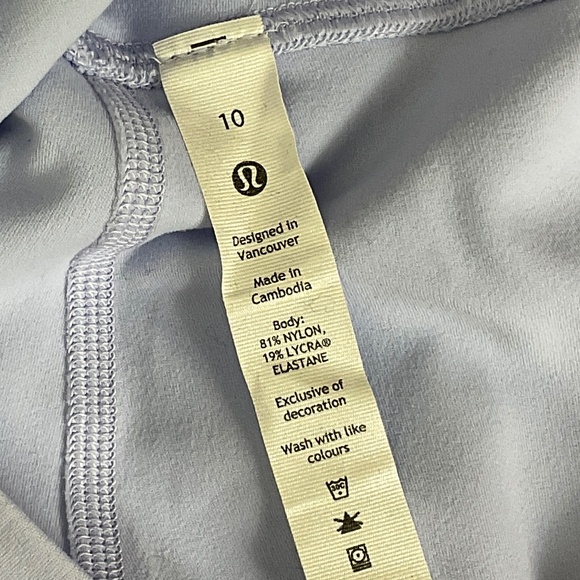 10
Designed in
Vancouver
Made in
Cambodia
Body:
81% NYLON,
19% LYCRA®
ELASTANE
Exclusive of
decoration
Wash with like
colours
30C